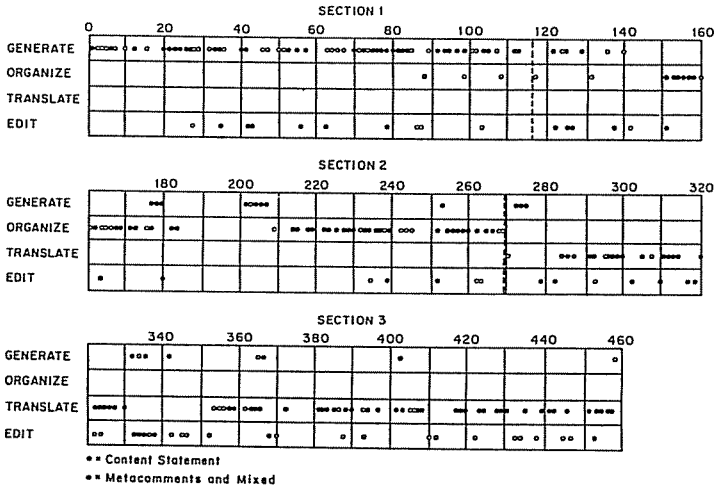 SECTION 1
0 20 40 60 80 100 120 140 160
GENERATE
ORGANIZE
TRANSLATE
EDIT
SECTION 2
180 200 220 240 260 280 300 320
GENERATE
ORGANIZE
TRANSLATE
EDIT
SECTION 3
340 360 380 400 420 440 460
GENERATE
ORGANIZE
TRANSLATE
EDIT
Content Statement
Metacomments and Mixed